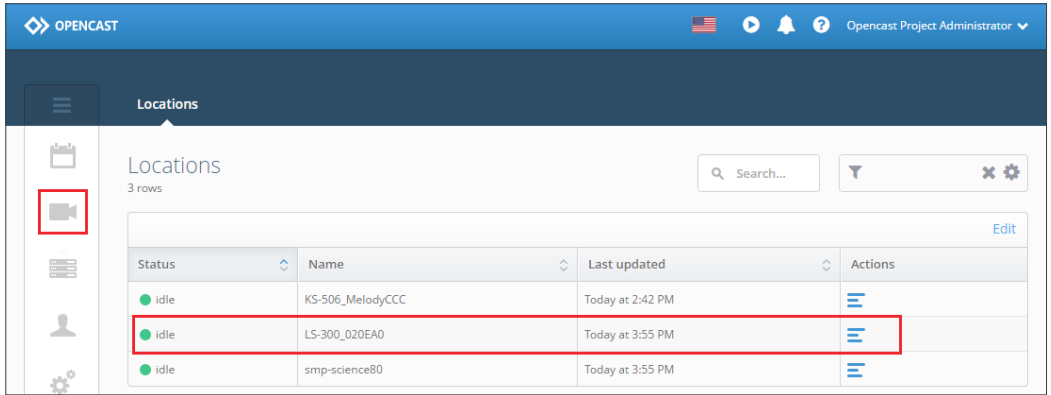 OPENCAST
? Opencast Project Administrator
Locations
Locations
3 rows
Search...
Edit
Status Name Last updated Actions
idle KS-506_MelodyCCC Today at 2:42 PM
idle LS-300_020EA0 Today at 3:55 PM
idle smp-science80 Today at 3:55 PM